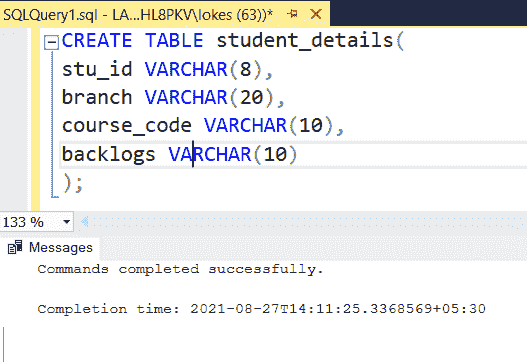 SQLQuery1.sql - LA...HL8PKV\lokes (63))*
CREATE TABLE student_details(
stu_id VARCHAR(8),
branch VARCHAR(20),
course_code VARCHAR(10),
backlogs VARCHAR(10)
);
133 %
Messages
Commands completed successfully.
Completion time: 2021-08-27T14:11:25.3368569+05:30